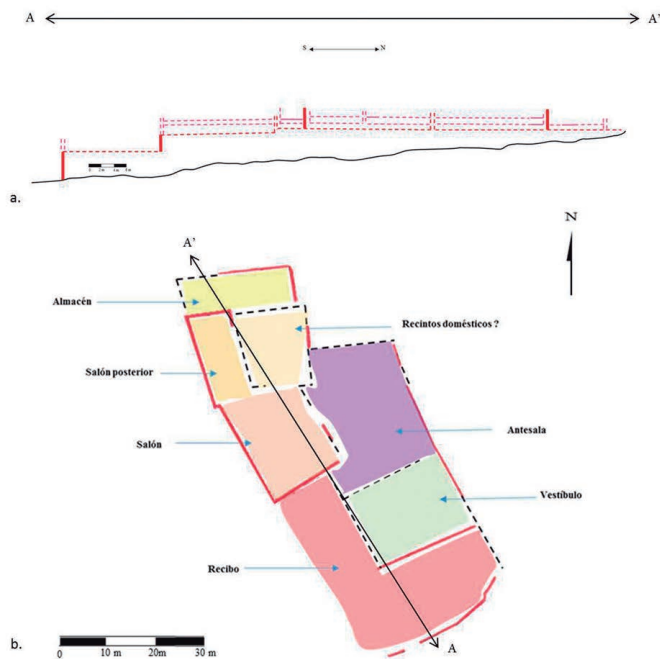 A
A'
S
N
a.
N
A'
Almacén
Recintos domésticos ?
Salón posterior
Salón
Antesala
Vestíbulo
Recibo
A
b.
0 10 m 20m 30 m